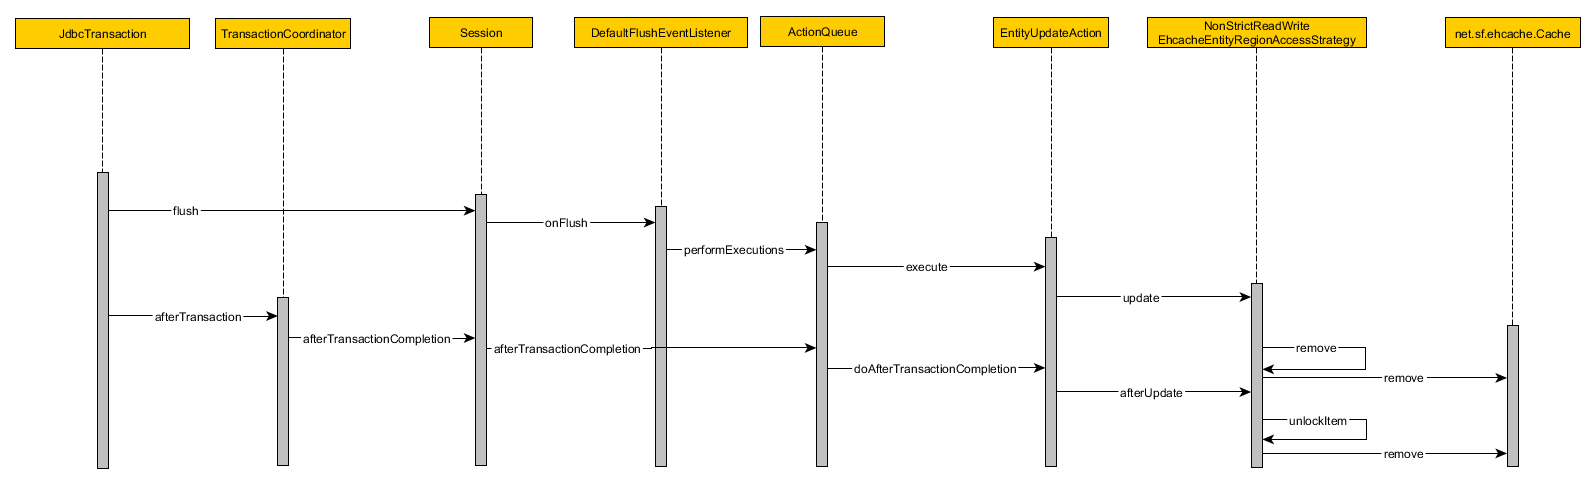 JdbcTransaction
TransactionCoordinator
Session
DefaultFlushEventListener
ActionQueue
EntityUpdateAction
NonStrictReadWrite
EhcacheEntityRegionAccessStrategy
net.sf.ehcache.Cache
flush
onFlush
performExecutions
execute
update
afterTransaction
afterTransactionCompletion
afterTransactionCompletion
remove
doAfterTransactionCompletion
remove
afterUpdate
unlockItem
remove